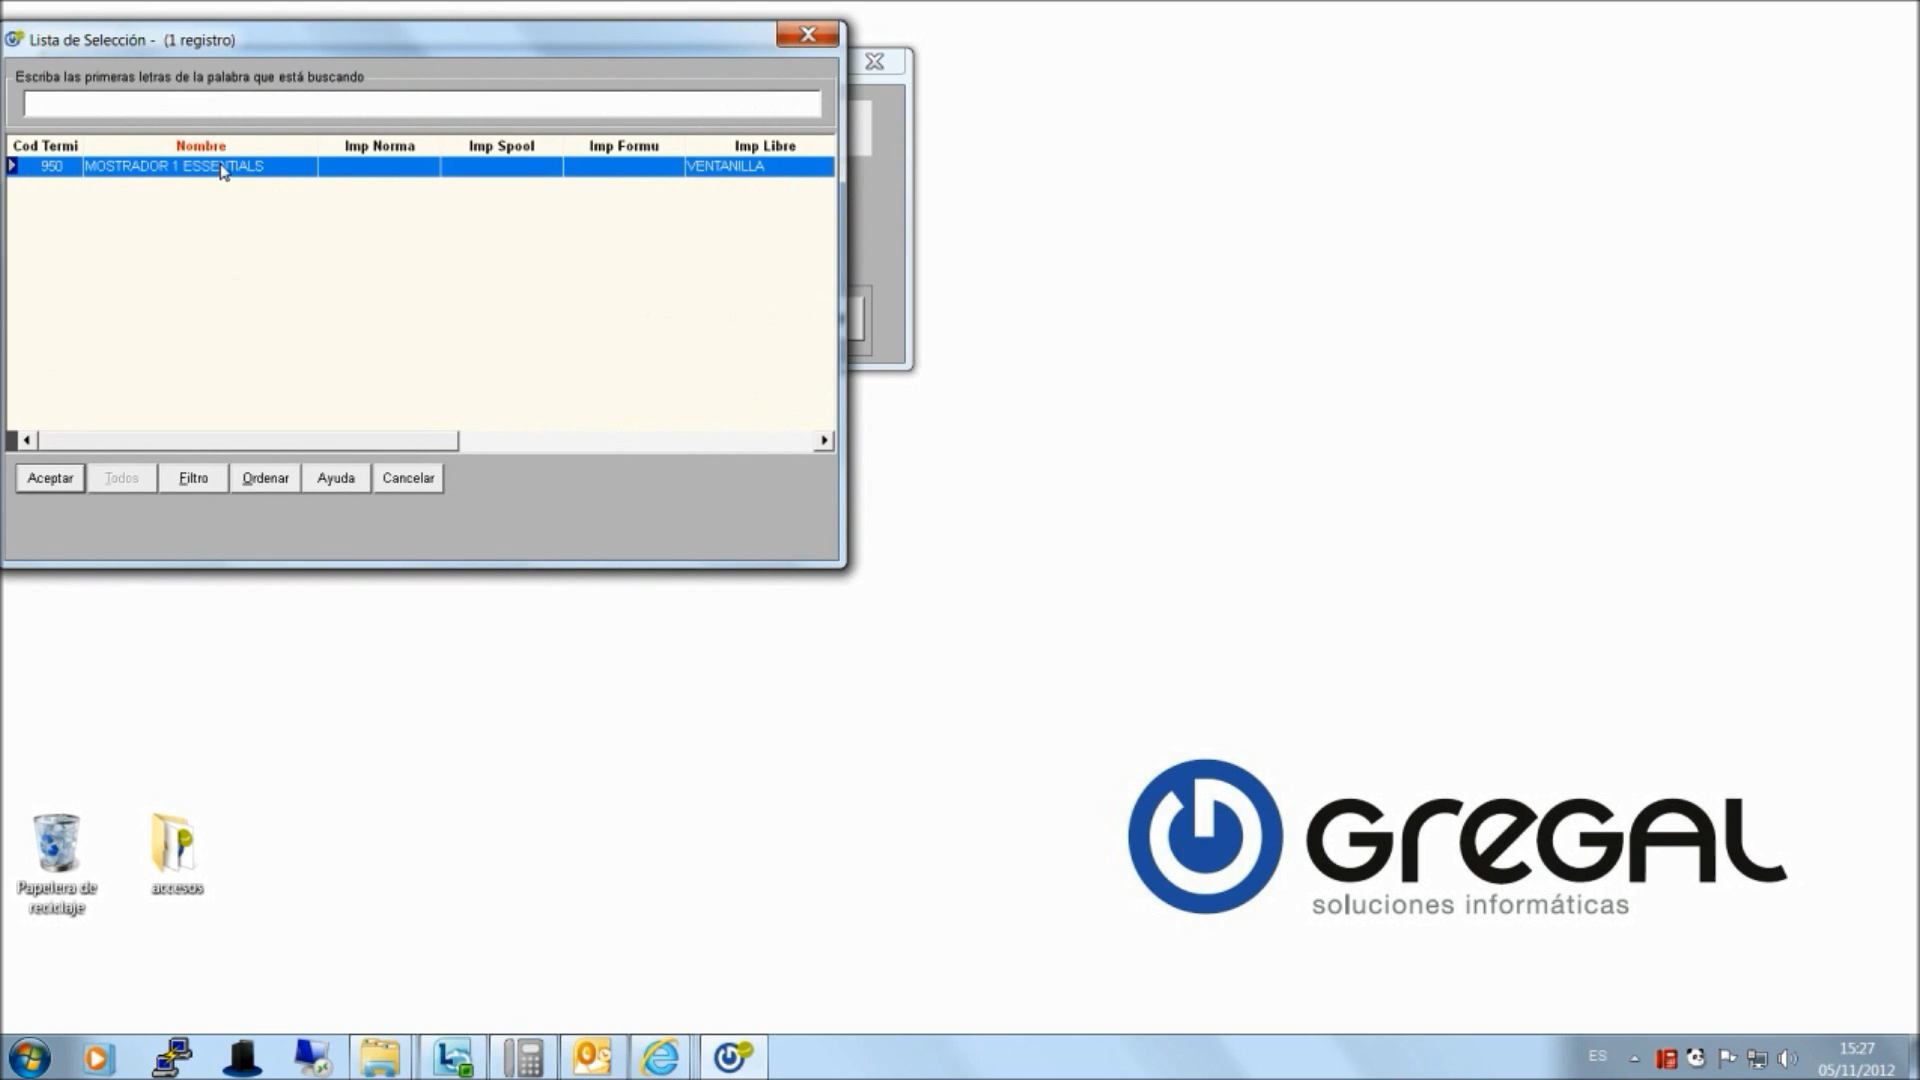 Lista de Selección - (1 registro)
Escriba las primeras letras de la palabra que está buscando
Cod Termi Nombre Imp Norma Imp Spool Imp Formu Imp Libre
950 MOSTRADOR 1 ESSENTIALS VENTANILLA
Aceptar Todos Filtro Ordenar Ayuda Cancelar
GREGAL
soluciones informáticas
Papelera de reciclaje
accesos
ES
15:27
05/11/2012